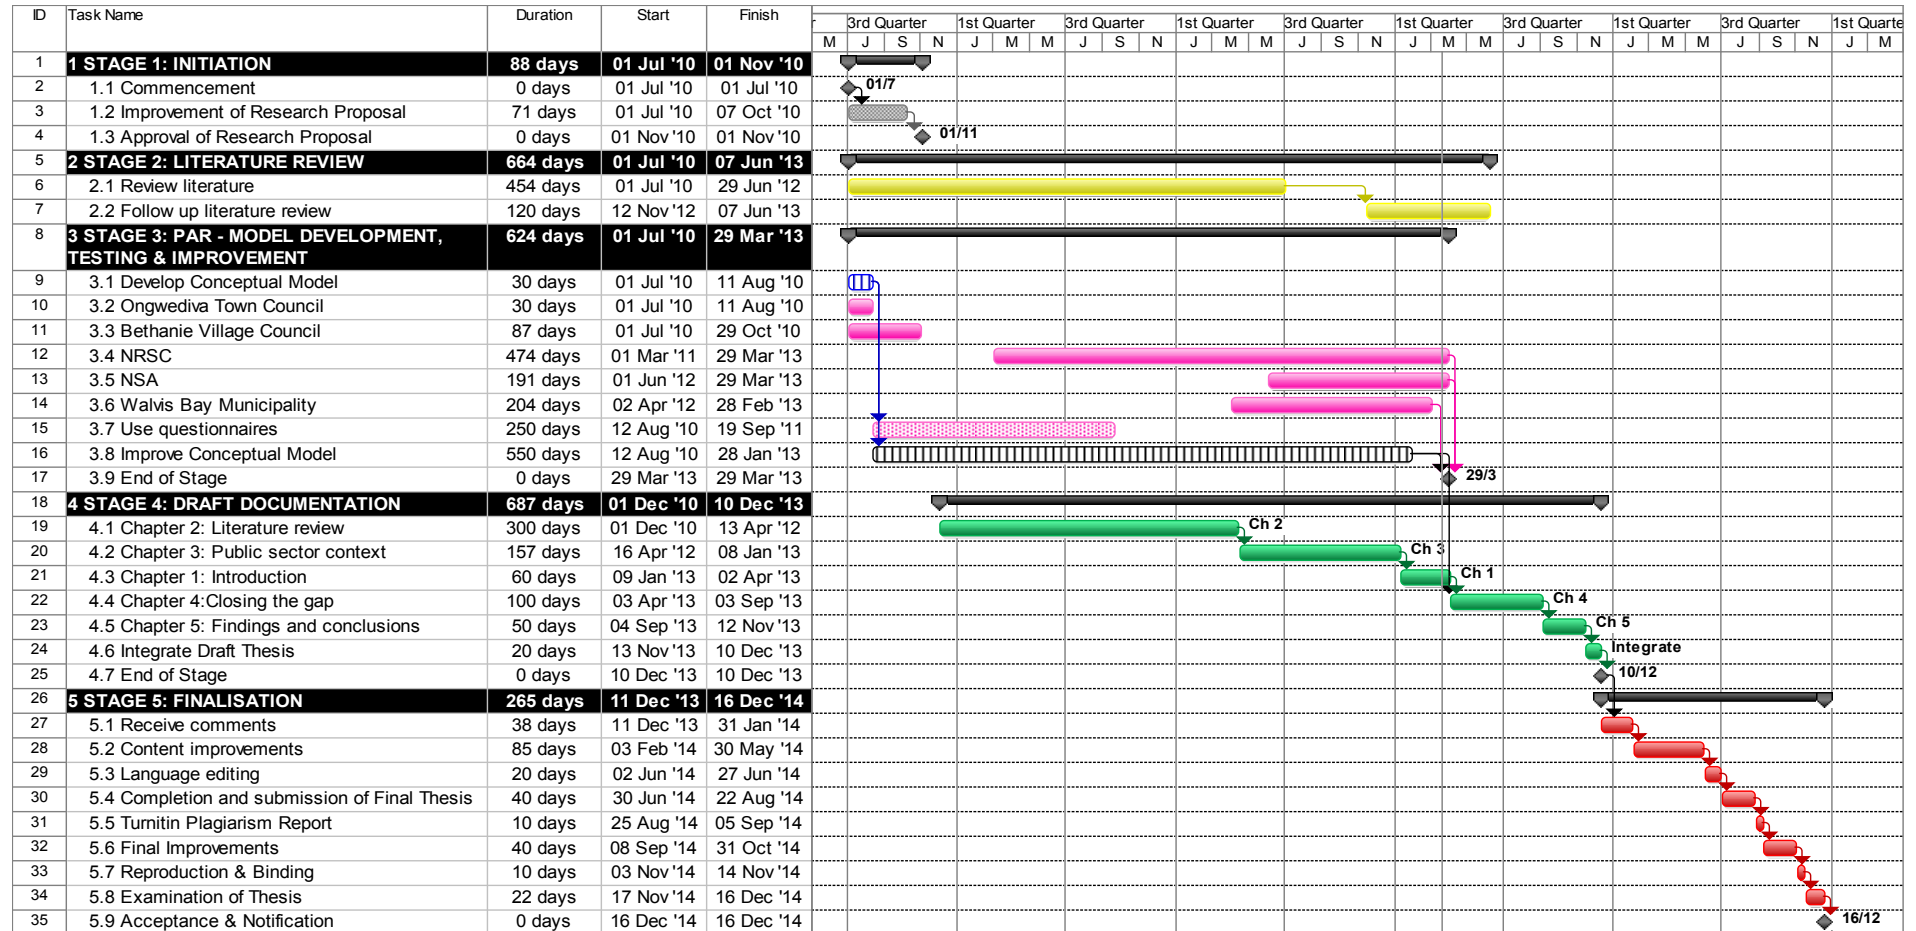 ID Task Name Duration Start Finish
r 3rd Quarter 1st Quarter 3rd Quarter 1st Quarter 3rd Quarter 1st Quarter 3rd Quarter 1st Quarter 3rd Quarter 1st Quarte
M J S N J M M J S N J M M J S N J M M J S N J M M J S N J M
1 1 STAGE 1: INITIATION 88 days 01 Jul '10 01 Nov '10
2 1.1 Commencement 0 days 01 Jul '10 01 Jul '10 01/7
3 1.2 Improvement of Research Proposal 71 days 01 Jul '10 07 Oct '10
4 1.3 Approval of Research Proposal 0 days 01 Nov '10 01 Nov '10 01/11
5 2 STAGE 2: LITERATURE REVIEW 664 days 01 Jul '10 07 Jun '13
6 2.1 Review literature 454 days 01 Jul '10 29 Jun '12
7 2.2 Follow up literature review 120 days 12 Nov '12 07 Jun '13
8 3 STAGE 3: PAR - MODEL DEVELOPMENT, 624 days 01 Jul '10 29 Mar '13
TESTING & IMPROVEMENT
9 3.1 Develop Conceptual Model 30 days 01 Jul '10 11 Aug '10
10 3.2 Ongwediva Town Council 30 days 01 Jul '10 11 Aug '10
11 3.3 Bethanie Village Council 87 days 01 Jul '10 29 Oct '10
12 3.4 NRSC 474 days 01 Mar '11 29 Mar '13
13 3.5 NSA 191 days 01 Jun '12 29 Mar '13
14 3.6 Walvis Bay Municipality 204 days 02 Apr '12 28 Feb '13
15 3.7 Use questionnaires 250 days 12 Aug '10 19 Sep '11
16 3.8 Improve Conceptual Model 550 days 12 Aug '10 28 Jan '13
17 3.9 End of Stage 0 days 29 Mar '13 29 Mar '13 29/3
18 4 STAGE 4: DRAFT DOCUMENTATION 687 days 01 Dec '10 10 Dec '13
19 4.1 Chapter 2: Literature review 300 days 01 Dec '10 13 Apr '12 Ch 2
20 4.2 Chapter 3: Public sector context 157 days 16 Apr '12 08 Jan '13 Ch 3
21 4.3 Chapter 1: Introduction 60 days 09 Jan '13 02 Apr '13 Ch 1
22 4.4 Chapter 4:Closing the gap 100 days 03 Apr '13 03 Sep '13 Ch 4
23 4.5 Chapter 5: Findings and conclusions 50 days 04 Sep '13 12 Nov '13 Ch 5
24 4.6 Integrate Draft Thesis 20 days 13 Nov '13 10 Dec '13 Integrate
25 4.7 End of Stage 0 days 10 Dec '13 10 Dec '13 10/12
26 5 STAGE 5: FINALISATION 265 days 11 Dec '13 16 Dec '14
27 5.1 Receive comments 38 days 11 Dec '13 31 Jan '14
28 5.2 Content improvements 85 days 03 Feb '14 30 May '14
29 5.3 Language editing 20 days 02 Jun '14 27 Jun '14
30 5.4 Completion and submission of Final Thesis 40 days 30 Jun '14 22 Aug '14
31 5.5 Turnitin Plagiarism Report 10 days 25 Aug '14 05 Sep '14
32 5.6 Final Improvements 40 days 08 Sep '14 31 Oct '14
33 5.7 Reproduction & Binding 10 days 03 Nov '14 14 Nov '14
34 5.8 Examination of Thesis 22 days 17 Nov '14 16 Dec '14
35 5.9 Acceptance & Notification 0 days 16 Dec '14 16 Dec '14 16/12